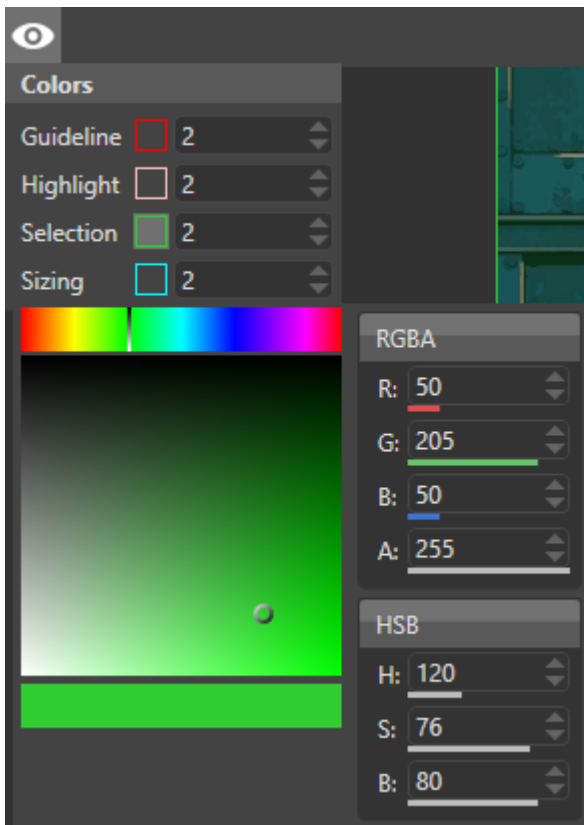 Colors
Guideline 2
Highlight 2
Selection 2
Sizing 2
RGBA
R: 50
G: 205
B: 50
A: 255
HSB
H: 120
S: 76
B: 80